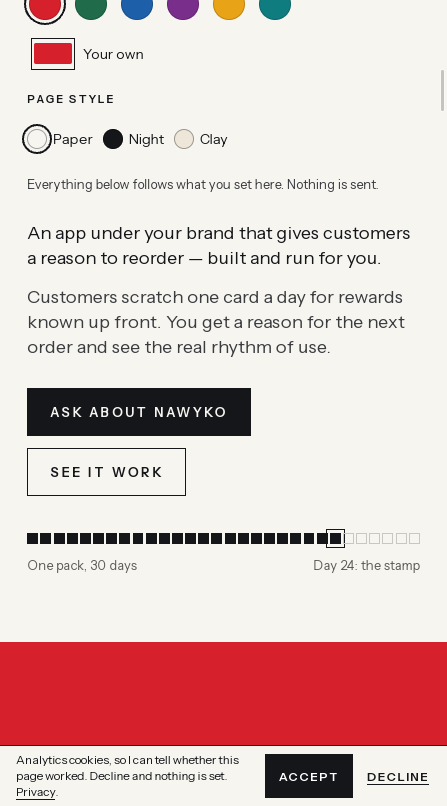 Your own
PAGE STYLE
Paper Night Clay
Everything below follows what you set here. Nothing is sent.
An app under your brand that gives customers
a reason to reorder — built and run for you.
Customers scratch one card a day for rewards
known up front. You get a reason for the next
order and see the real rhythm of use.
ASK ABOUT NAWYKO
SEE IT WORK
One pack, 30 days Day 24: the stamp
Analytics cookies, so I can tell whether this
page worked. Decline and nothing is set.
Privacy.
ACCEPT DECLINE